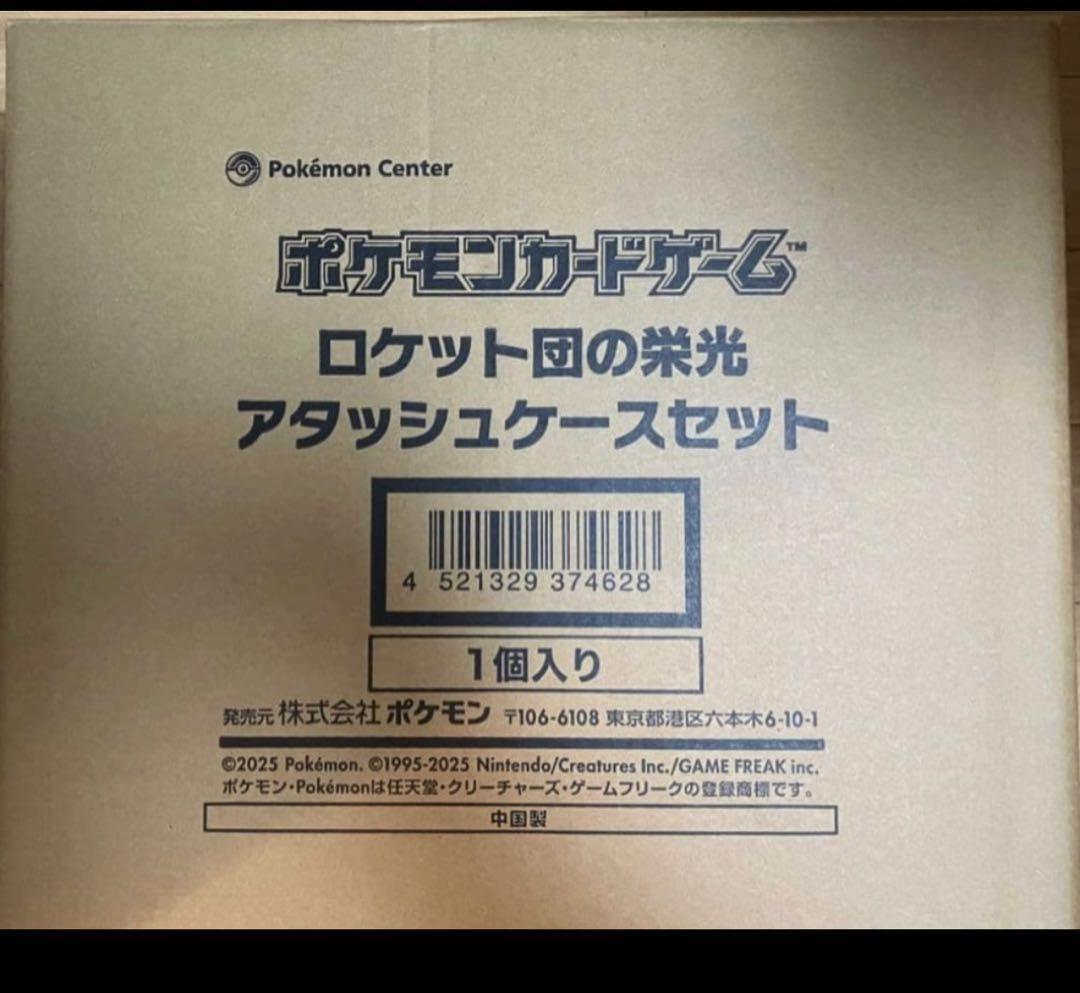 Pokémon Center
ポケモンカードゲーム™
ロケット団の栄光
アタッシュケースセット
4 521329 374628
1個入り
発売元 株式会社ポケモン 〒106-6108 東京都港区六本木6-10-1
©2025 Pokémon. ©1995-2025 Nintendo/Creatures Inc./GAME FREAK inc.
ポケモン・Pokémonは任天堂・クリーチャーズ・ゲームフリークの登録商標です。
中国製